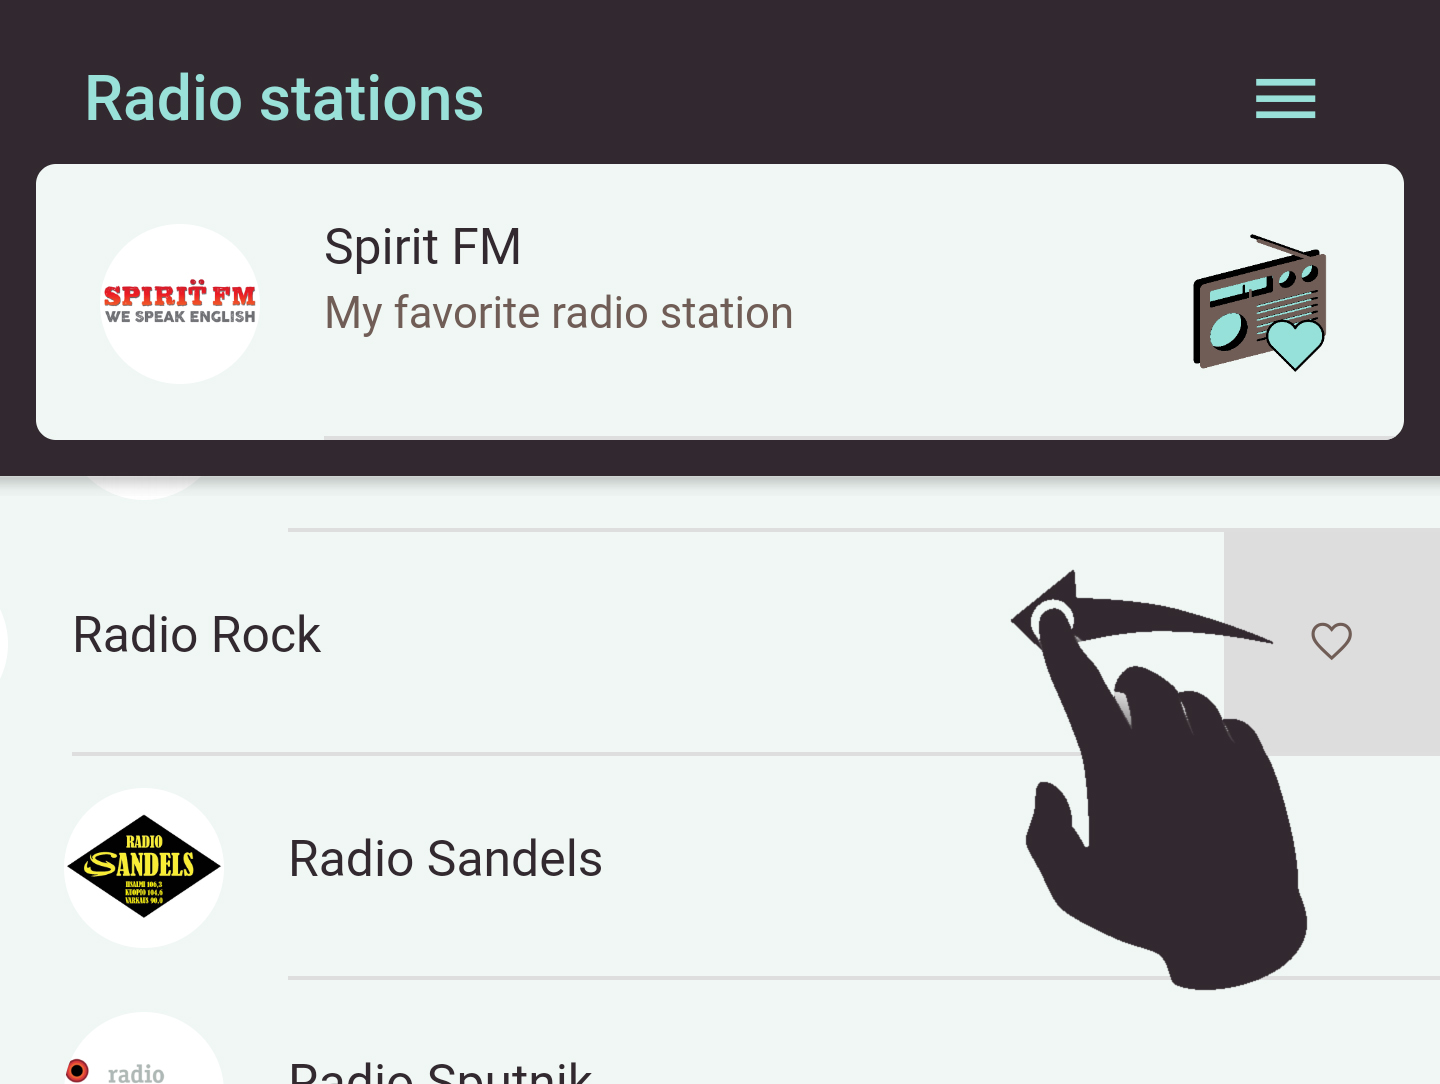 Radio stations
SPIRIT FM
WE SPEAK ENGLISH
Spirit FM
My favorite radio station
Radio Rock
RADIO
SANDELS
IISALMI 106,3
KUOPIO 104,6
VARKAUS 90,0
Radio Sandels
radio
Radio Sputnik